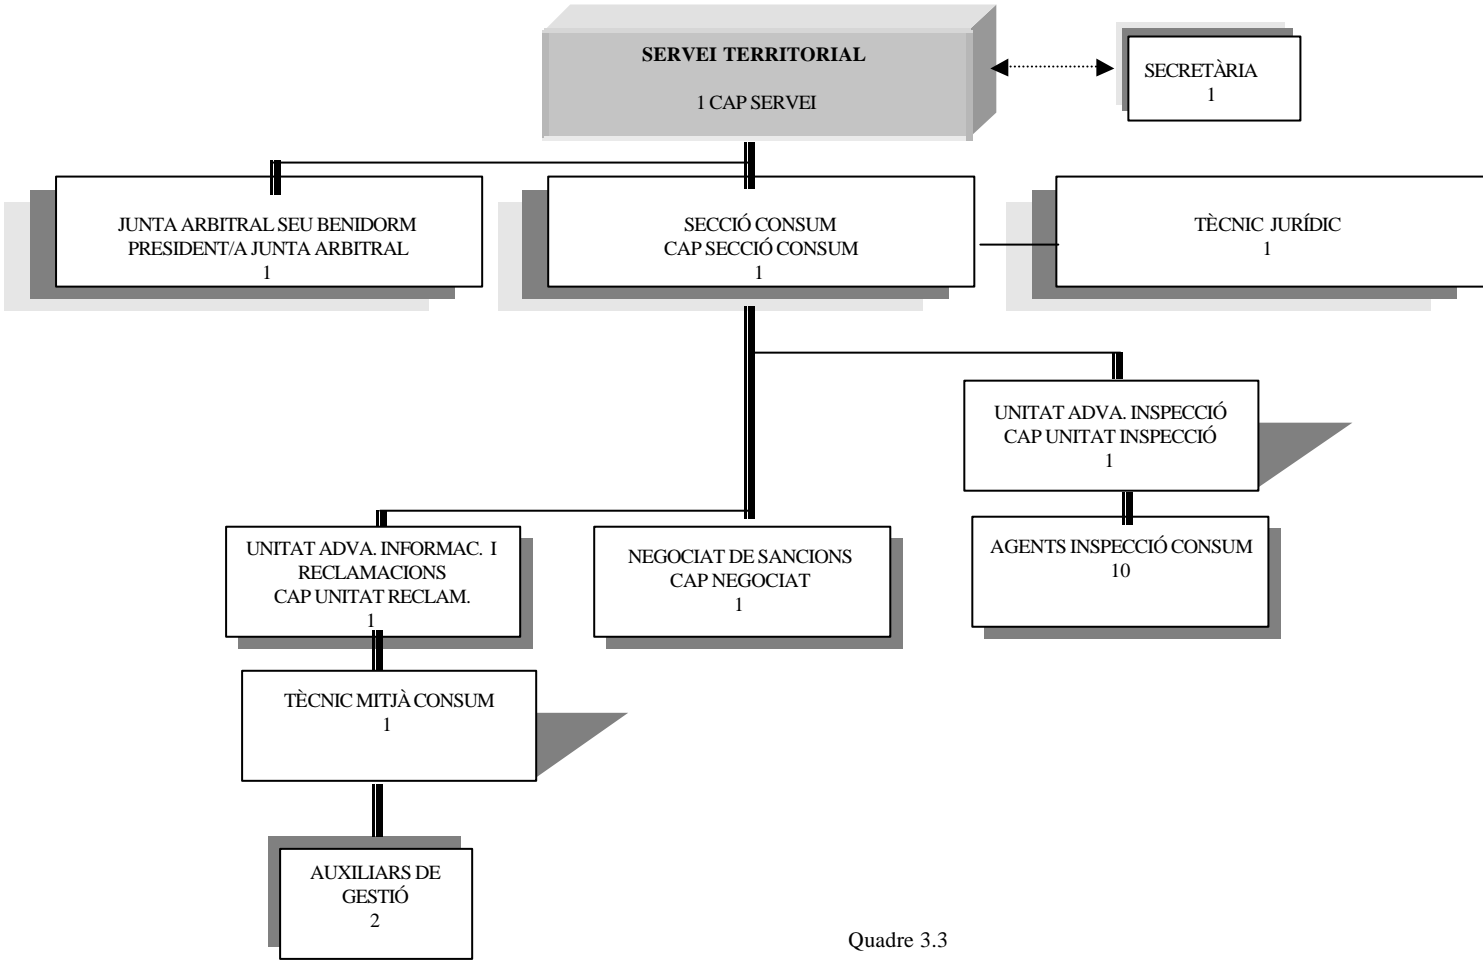 SERVEI TERRITORIAL
1 CAP SERVEI
SECRETÀRIA
1
JUNTA ARBITRAL SEU BENIDORM
PRESIDENT/A JUNTA ARBITRAL
1
SECCIÓ CONSUM
CAP SECCIÓ CONSUM
1
TÈCNIC JURÍDIC
1
UNITAT ADVA. INSPECCIÓ
CAP UNITAT INSPECCIÓ
1
UNITAT ADVA. INFORMAC. I
RECLAMACIONS
CAP UNITAT RECLAM.
1
NEGOCIAT DE SANCIONS
CAP NEGOCIAT
1
AGENTS INSPECCIÓ CONSUM
10
TÈCNIC MITJÀ CONSUM
1
AUXILIARS DE
GESTIÓ
2
Quadre 3.3